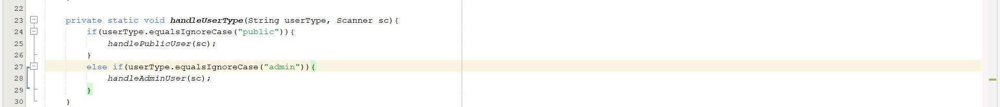 22
23 private static void handleUserType(String userType, Scanner sc){
24 if(userType.equalsIgnoreCase("public")){
25 handlePublicUser(sc);
26 }
27 else if(userType.equalsIgnoreCase("admin")){
28 handleAdminUser(sc);
29 }
30 }